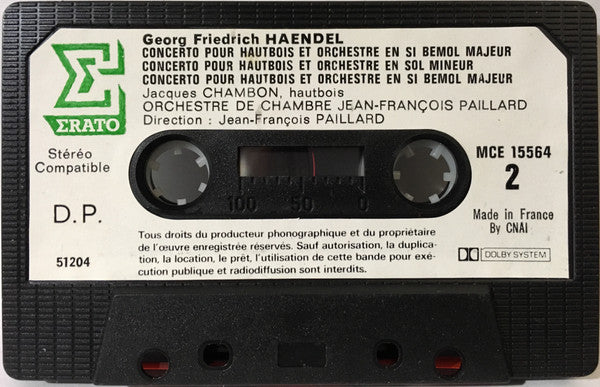 Georg Friedrich HAENDEL
CONCERTO POUR HAUTBOIS ET ORCHESTRE EN SI BEMOL MAJEUR
CONCERTO POUR HAUTBOIS ET ORCHESTRE EN SOL MINEUR
CONCERTO POUR HAUTBOIS ET ORCHESTRE EN SI BEMOL MAJEUR
Jacques CHAMBON, hautbois
ORCHESTRE DE CHAMBRE JEAN-FRANÇOIS PAILLARD
Direction : Jean-François PAILLARD
ΣRATO
Stéréo
Compatible
D.P.
51204
100 50 0
MCE 15564
2
Made in France
By CNAI
DOLBY SYSTEM
Tous droits du producteur phonographique et du propriétaire
de l'œuvre enregistrée réservés. Sauf autorisation, la duplica-
tion, la location, le prêt, l'utilisation de cette bande pour exé-
cution publique et radiodiffusion sont interdits.